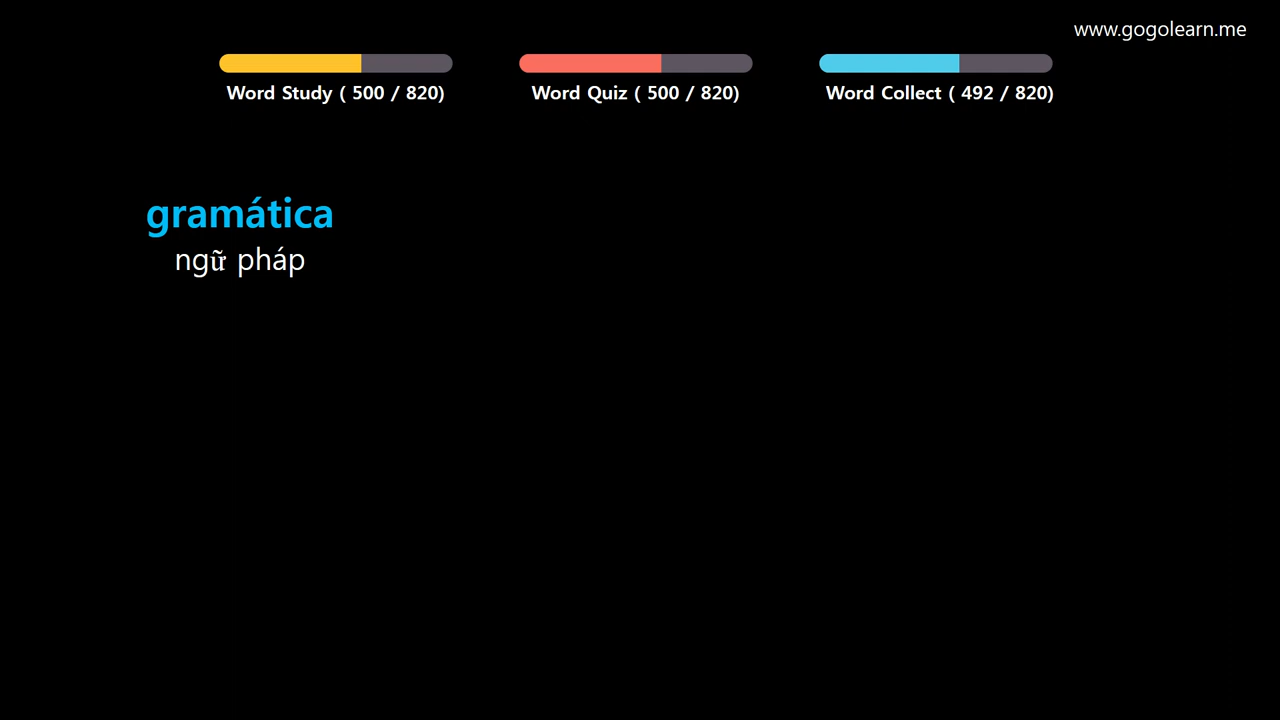 www.gogolearn.me
Word Study ( 500 / 820)
Word Quiz ( 500 / 820)
Word Collect ( 492 / 820)
gramática
ngữ pháp